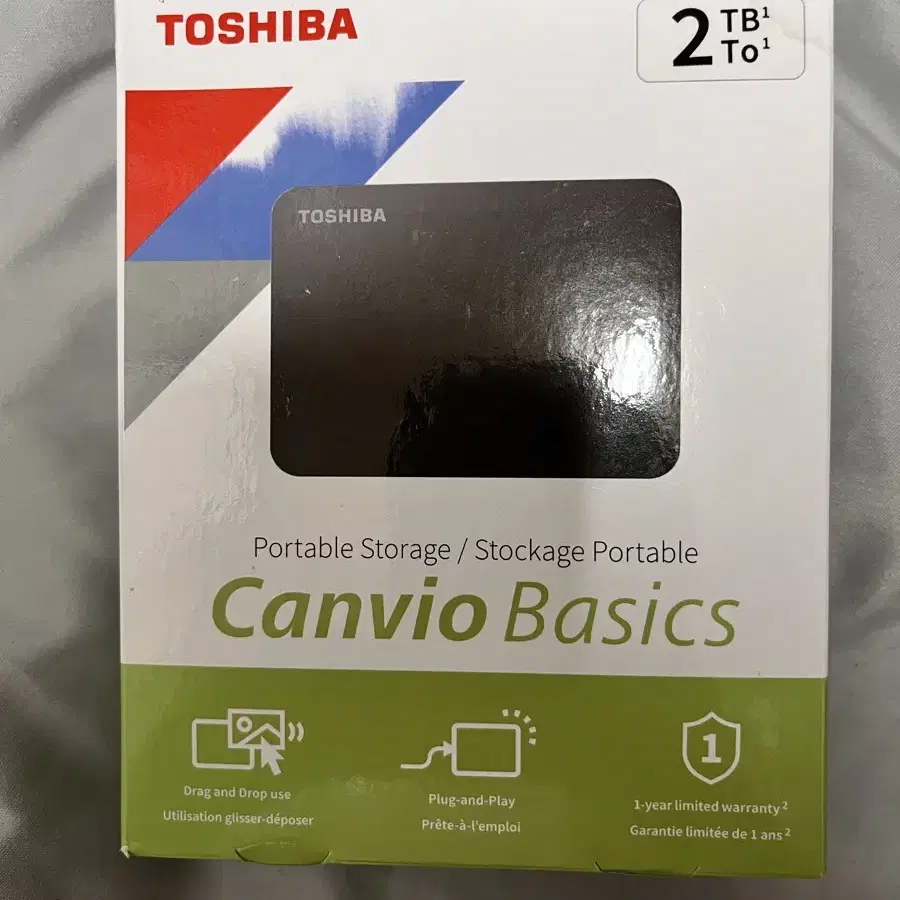 TOSHIBA
2 TB¹
To¹
TOSHIBA
Portable Storage / Stockage Portable
Canvio Basics
Drag and Drop use
Utilisation glisser-déposer
Plug-and-Play
Prête-à-l'emploi
1
1-year limited warranty²
Garantie limitée de 1 ans²